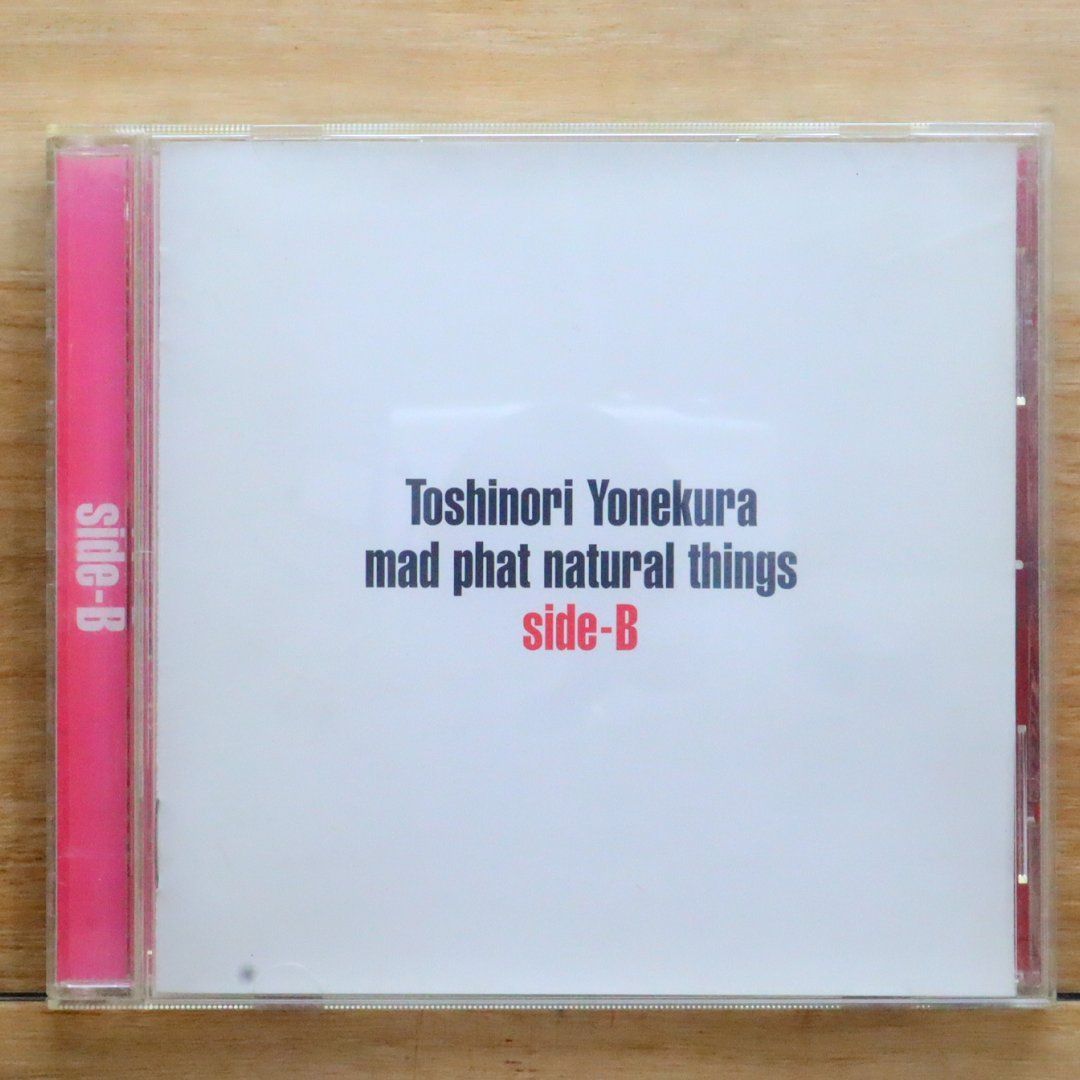 side-B
Toshinori Yonekura
mad phat natural things
side-B